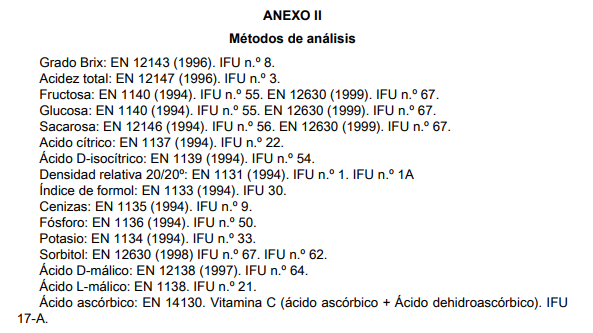 ANEXO II
Métodos de análisis
Grado Brix: EN 12143 (1996). IFU n.º 8.
Acidez total: EN 12147 (1996). IFU n.º 3.
Fructosa: EN 1140 (1994). IFU n.º 55. EN 12630 (1999). IFU n.º 67.
Glucosa: EN 1140 (1994). IFU n.º 55. EN 12630 (1999). IFU n.º 67.
Sacarosa: EN 12146 (1994). IFU n.º 56. EN 12630 (1999). IFU n.º 67.
Acido cítrico: EN 1137 (1994). IFU n.º 22.
Ácido D-isocítrico: EN 1139 (1994). IFU n.º 54.
Densidad relativa 20/20º: EN 1131 (1994). IFU n.º 1. IFU n.º 1A
Índice de formol: EN 1133 (1994). IFU 30.
Cenizas: EN 1135 (1994). IFU n.º 9.
Fósforo: EN 1136 (1994). IFU n.º 50.
Potasio: EN 1134 (1994). IFU n.º 33.
Sorbitol: EN 12630 (1998) IFU n.º 67. IFU n.º 62.
Ácido D-málico: EN 12138 (1997). IFU n.º 64.
Ácido L-málico: EN 1138. IFU n.º 21.
Ácido ascórbico: EN 14130. Vitamina C (ácido ascórbico + Ácido dehidroascórbico). IFU
17-A.